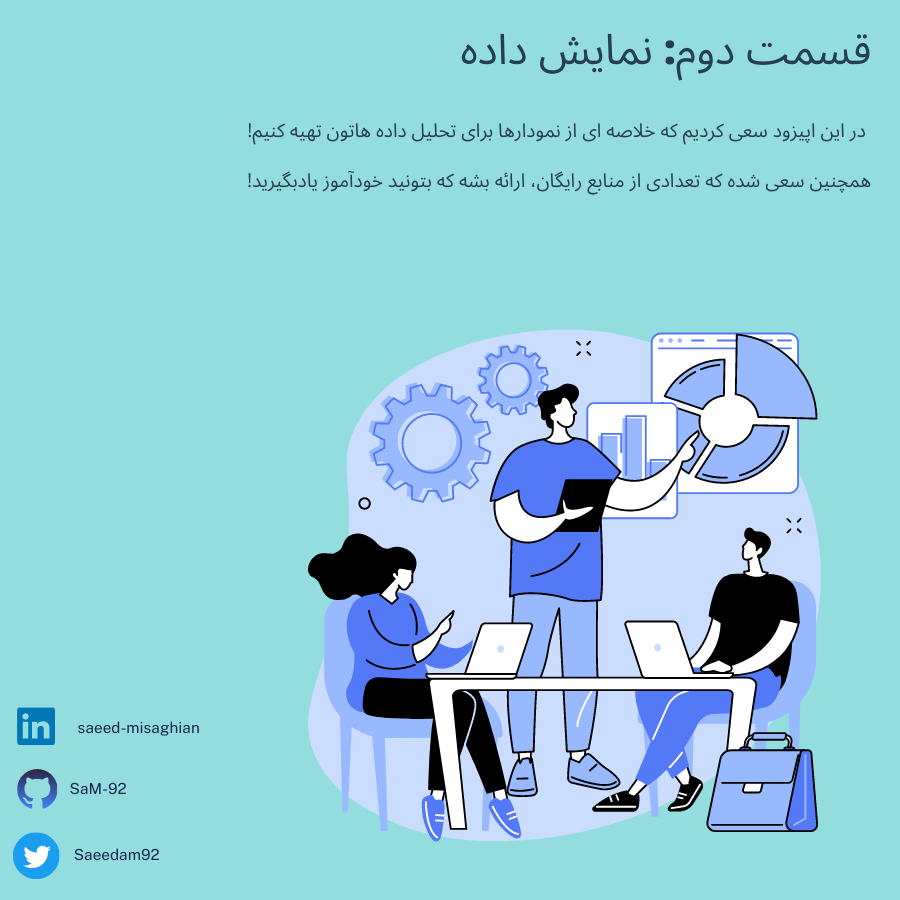 قسمت دوم: نمایش داده
در این اپیزود سعی کردیم که خلاصه ای از نمودارها برای تحلیل داده هاتون تهیه کنیم!
همچنین سعی شده که تعدادی از منابع رایگان، ارائه بشه که بتونید خودآموز یادبگیرید!
in saeed-misaghian
SaM-92
Saeedam92